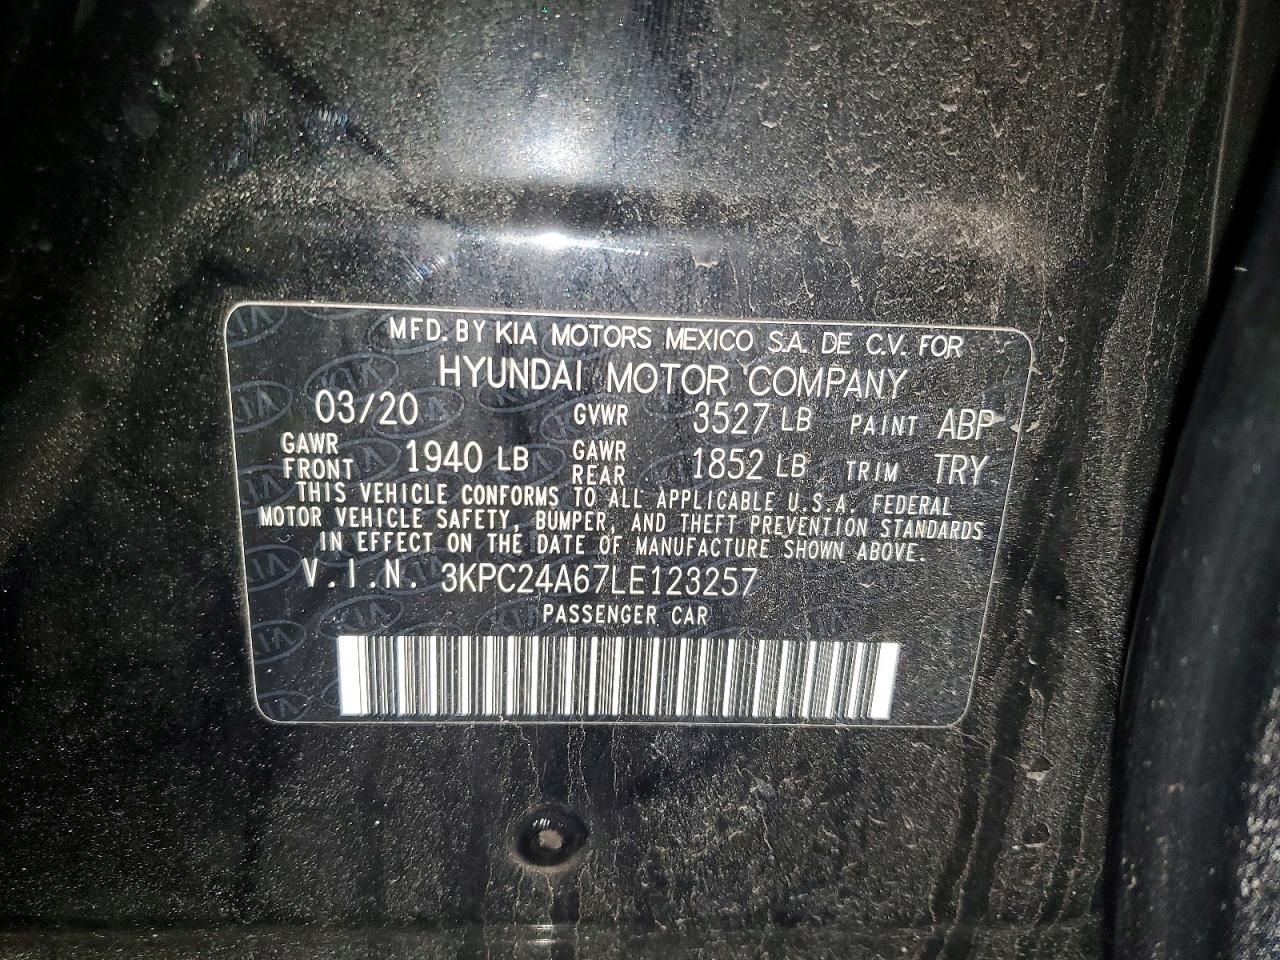 MFD. BY KIA MOTORS MEXICO S.A. DE C.V. FOR
HYUNDAI MOTOR COMPANY
03/20 GVWR 3527 LB PAINT ABP
GAWR FRONT 1940 LB GAWR REAR 1852 LB TRIM TRY
THIS VEHICLE CONFORMS TO ALL APPLICABLE U.S.A. FEDERAL
MOTOR VEHICLE SAFETY, BUMPER, AND THEFT PREVENTION STANDARDS
IN EFFECT ON THE DATE OF MANUFACTURE SHOWN ABOVE.
V.I.N. 3KPC24A67LE123257
PASSENGER CAR